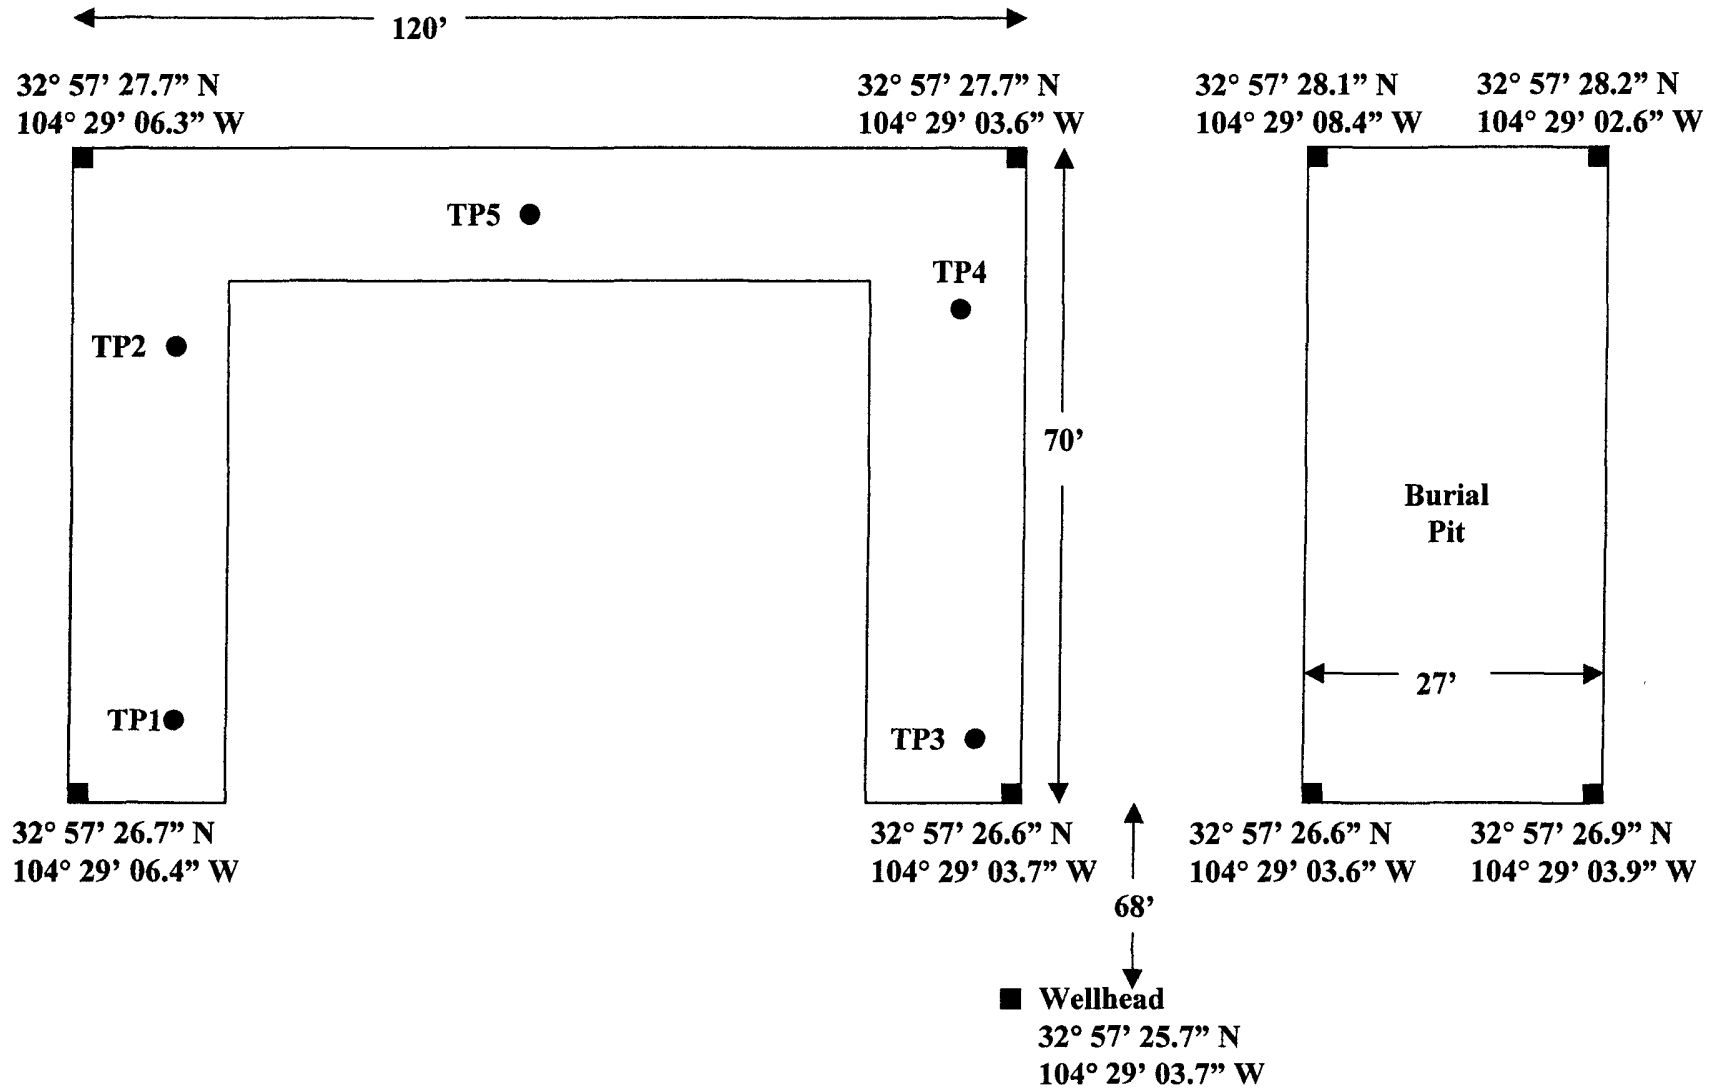 120’
32° 57’ 27.7” N
104° 29’ 06.3” W
32° 57’ 27.7” N
104° 29’ 03.6” W
32° 57’ 28.1” N
104° 29’ 08.4” W
32° 57’ 28.2” N
104° 29’ 02.6” W
TP5
TP4
TP2
70’
Burial
Pit
27’
TP1
TP3
32° 57’ 26.7” N
104° 29’ 06.4” W
32° 57’ 26.6” N
104° 29’ 03.7” W
32° 57’ 26.6” N
104° 29’ 03.6” W
32° 57’ 26.9” N
104° 29’ 03.9” W
68’
Wellhead
32° 57’ 25.7” N
104° 29’ 03.7” W